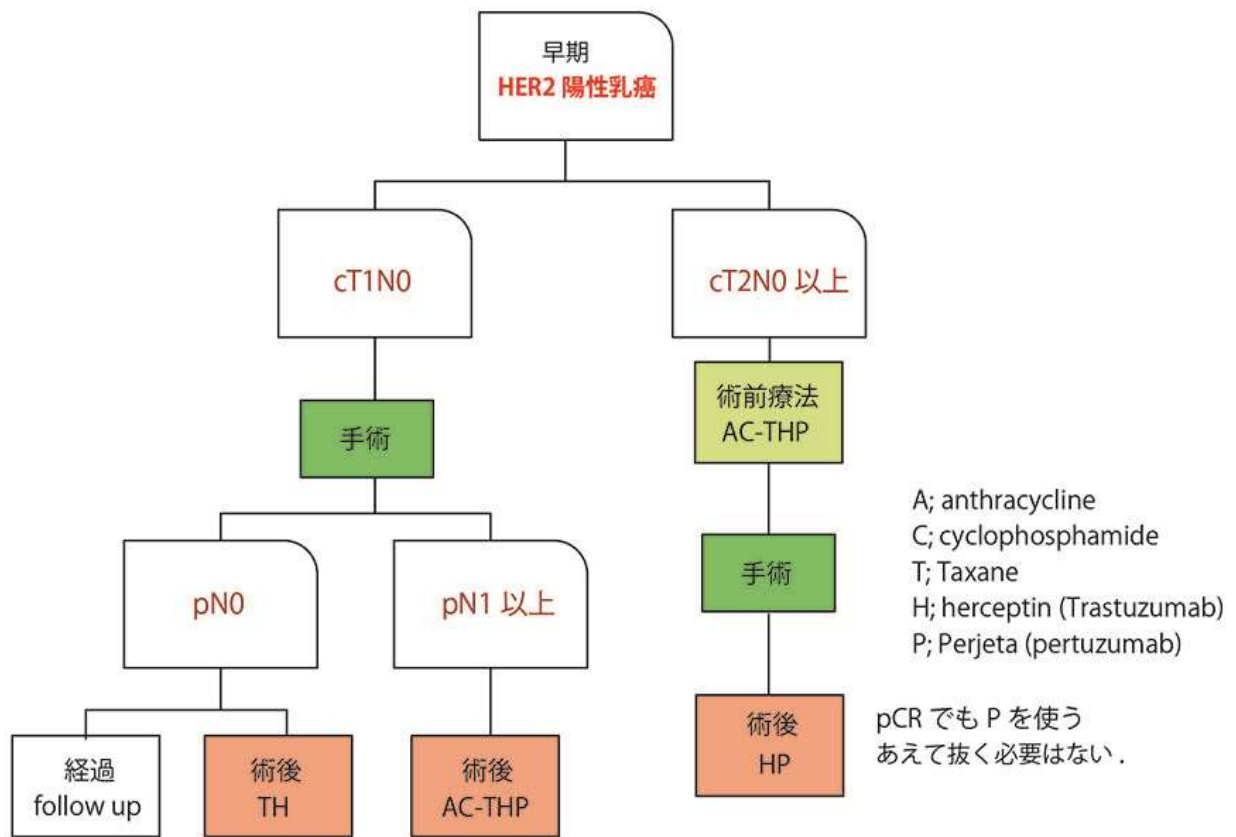 早期
HER2 陽性乳癌
cT1N0
cT2N0 以上
手術
術前療法
AC-THP
pN0
pN1 以上
手術
A; anthracycline
C; cyclophosphamide
T; Taxane
H; herceptin (Trastuzumab)
P; Perjeta (pertuzumab)
経過
follow up
術後
TH
術後
AC-THP
術後
HP
pCR でも P を使う
あえて抜く必要はない .